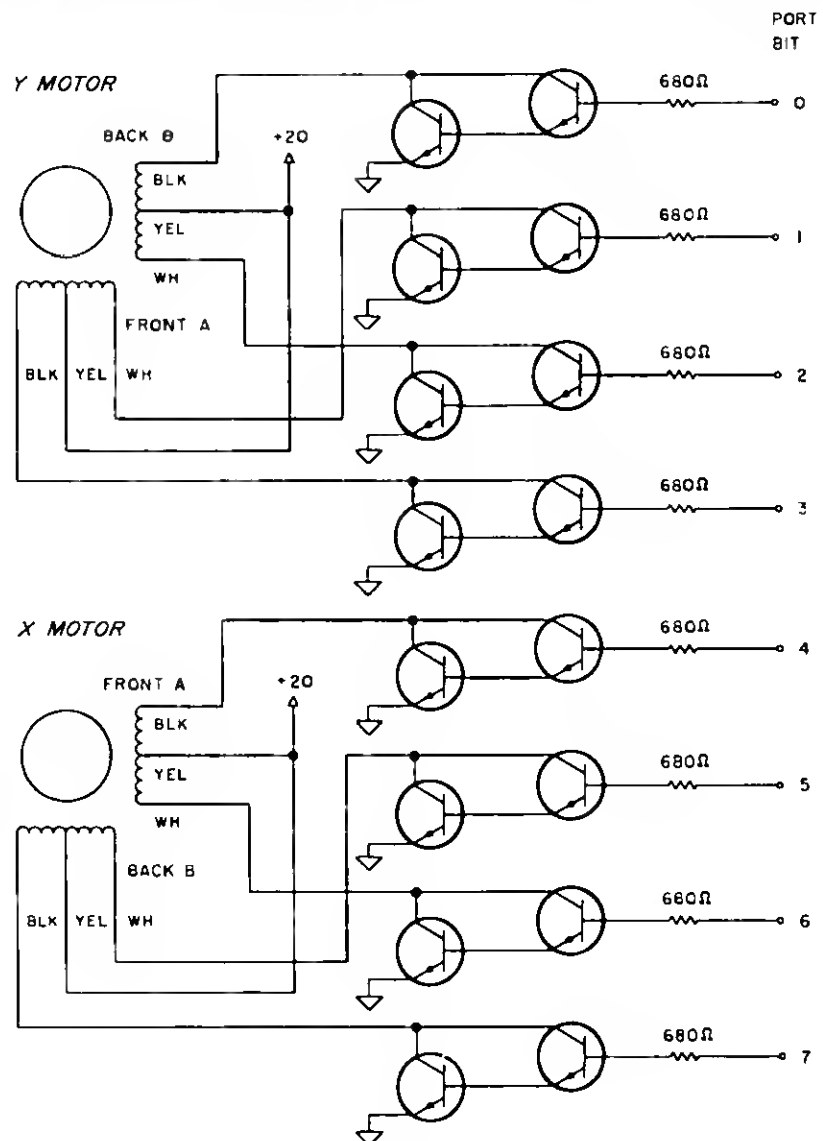 PORT
BIT
Y MOTOR
680Ω
0
BACK B
+20
BLK
680Ω
1
YEL
WH
FRONT A
680Ω
2
BLK
YEL
WH
680Ω
3
X MOTOR
680Ω
4
FRONT A
+20
BLK
YEL
680Ω
5
WH
BACK B
BLK
YEL
WH
680Ω
6
680Ω
7